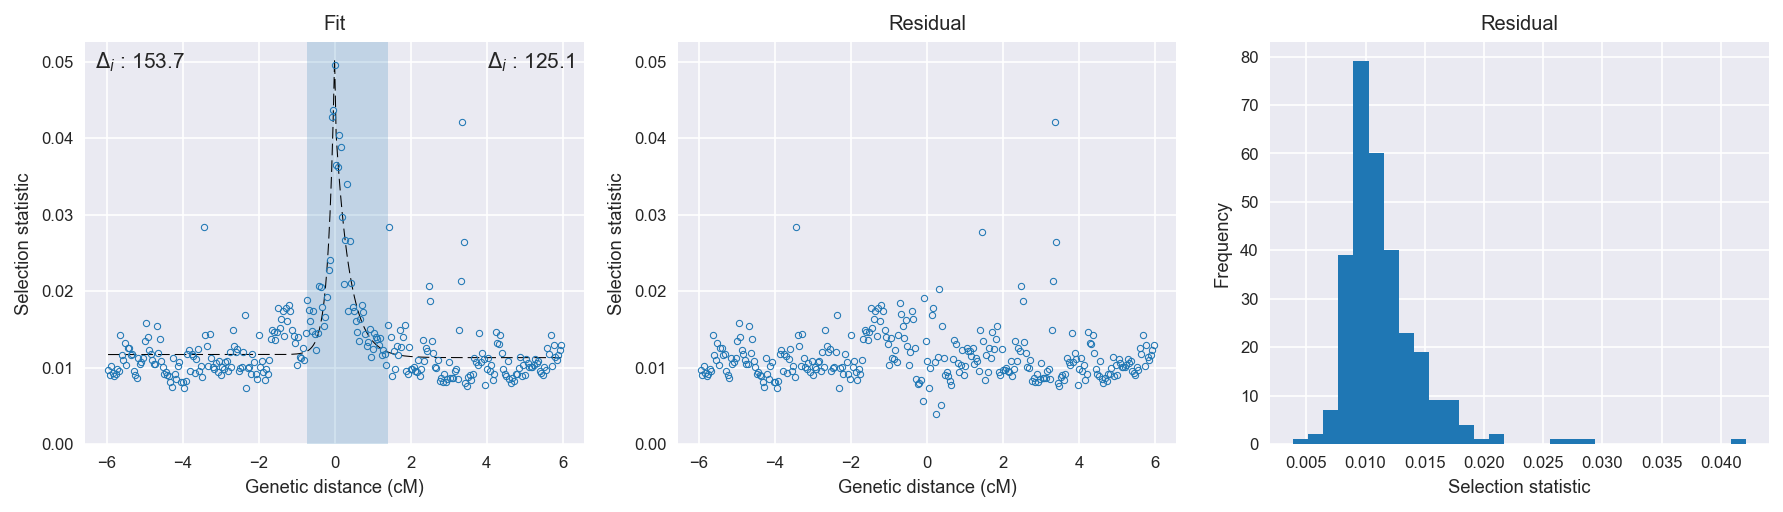 Fit
Δi : 153.7
Δi : 125.1
0.05
0.04
0.03
0.02
0.01
0.00
Selection statistic
−6 −4 −2 0 2 4 6
Genetic distance (cM)
Residual
0.05
0.04
0.03
0.02
0.01
0.00
Selection statistic
−6 −4 −2 0 2 4 6
Genetic distance (cM)
Residual
80
70
60
50
40
30
20
10
0
Frequency
0.005 0.010 0.015 0.020 0.025 0.030 0.035 0.040
Selection statistic